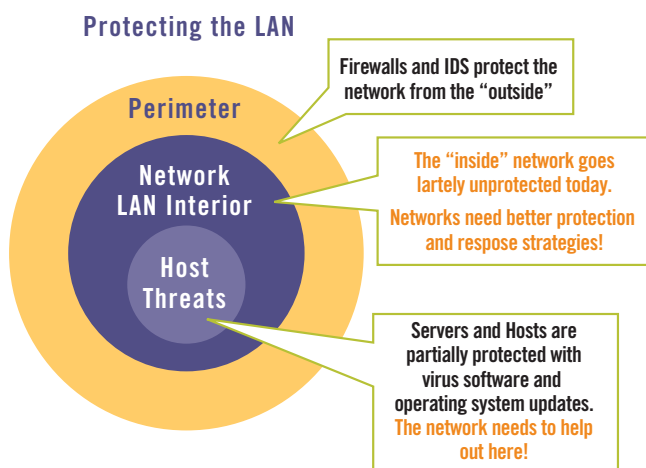 Protecting the LAN
Firewalls and IDS protect the
network from the “outside”
Perimeter
The “inside” network goes
lartely unprotected today.
Networks need better protection
and respose strategies!
Network
LAN Interior
Host
Threats
Servers and Hosts are
partially protected with
virus software and
operating system updates.
The network needs to help
out here!